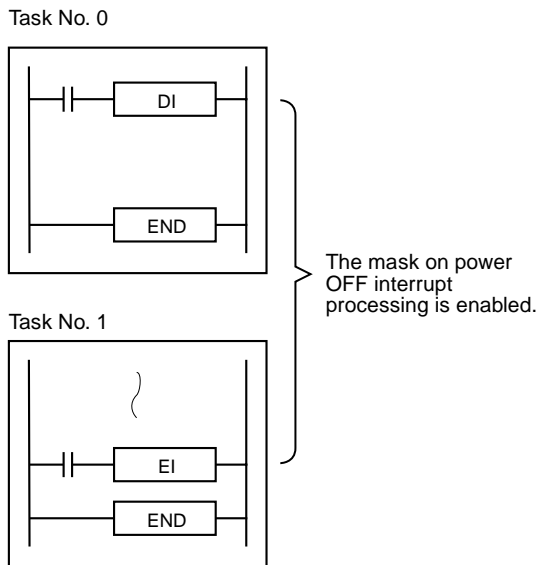 Task No. 0
DI
END
The mask on power
OFF interrupt
processing is enabled.
Task No. 1
EI
END